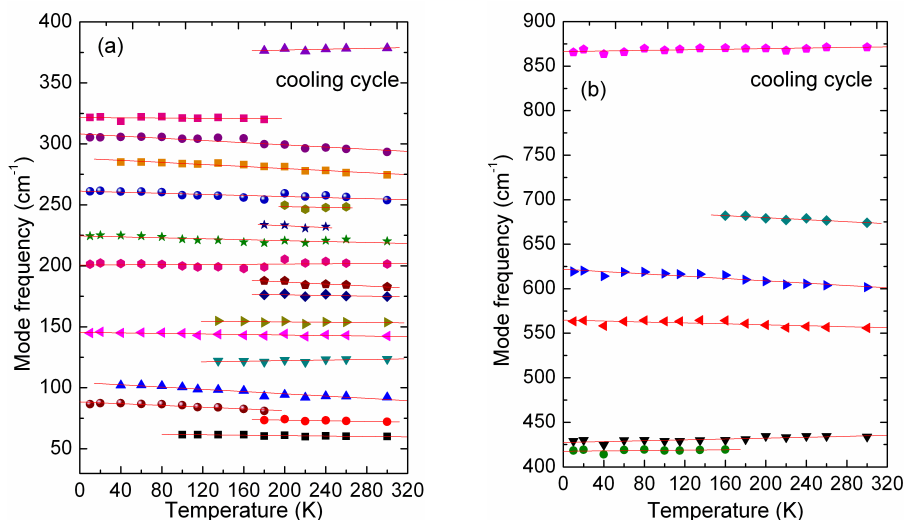 (a)
cooling cycle
Mode frequency (cm⁻¹)
400
350
300
250
200
150
100
50
0 40 80 120 160 200 240 280 320
Temperature (K)
(b)
cooling cycle
Mode frequency (cm⁻¹)
900
850
800
750
700
650
600
550
500
450
400
0 40 80 120 160 200 240 280 320
Temperature (K)